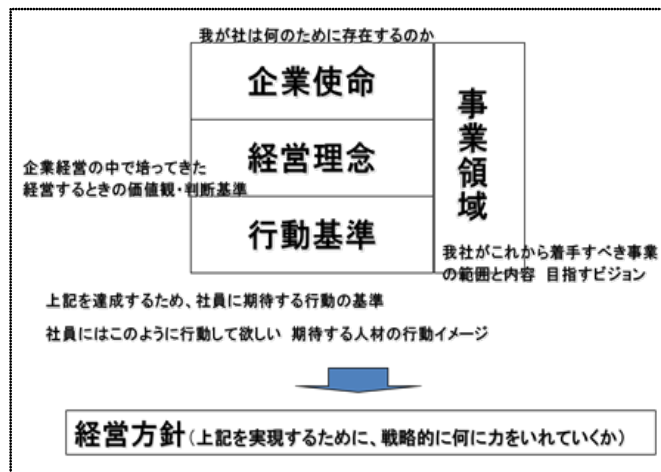 我が社は何のために存在するのか
企業使命
経営理念
行動基準
事業領域
企業経営の中で培ってきた
経営するときの価値観・判断基準
我社がこれから着手すべき事業
の範囲と内容 目指すビジョン
上記を達成するため、社員に期待する行動の基準
社員にはこのように行動して欲しい 期待する人材の行動イメージ
経営方針(上記を実現するために、戦略的に何に力をいれていくか)